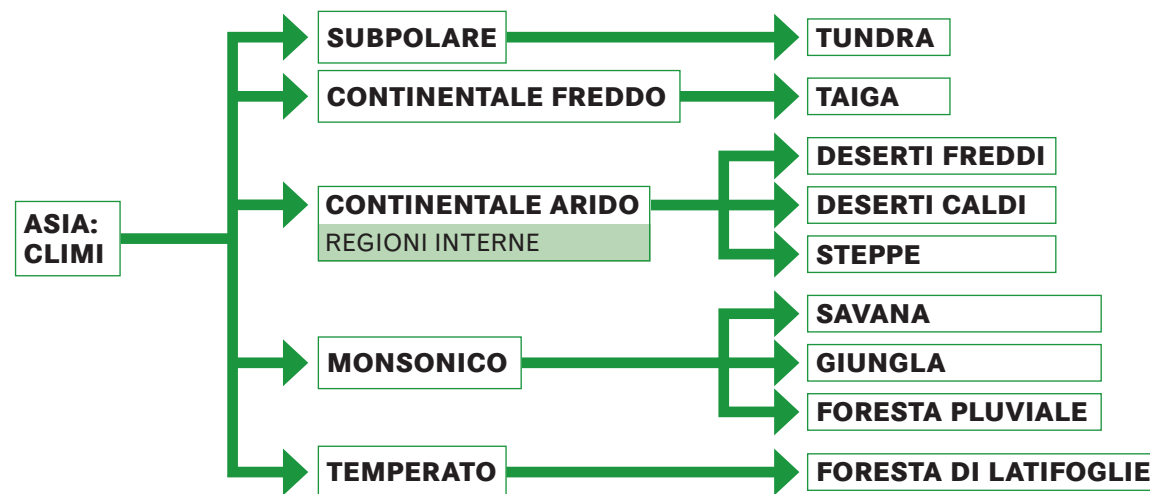 ASIA:
CLIMI
SUBPOLARE
TUNDRA
CONTINENTALE FREDDO
TAIGA
CONTINENTALE ARIDO
REGIONI INTERNE
DESERTI FREDDI
DESERTI CALDI
STEPPE
MONSONICO
SAVANA
GIUNGLA
FORESTA PLUVIALE
TEMPERATO
FORESTA DI LATIFOGLIE